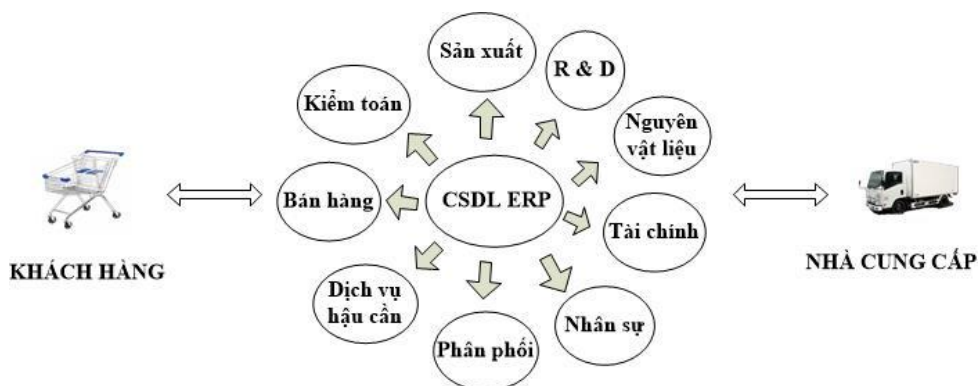 Sản xuất
R & D
Kiểm toán
Nguyên
vật liệu
Bán hàng
CSDL ERP
Tài chính
KHÁCH HÀNG
NHÀ CUNG CẤP
Dịch vụ
hậu cần
Nhân sự
Phân phối